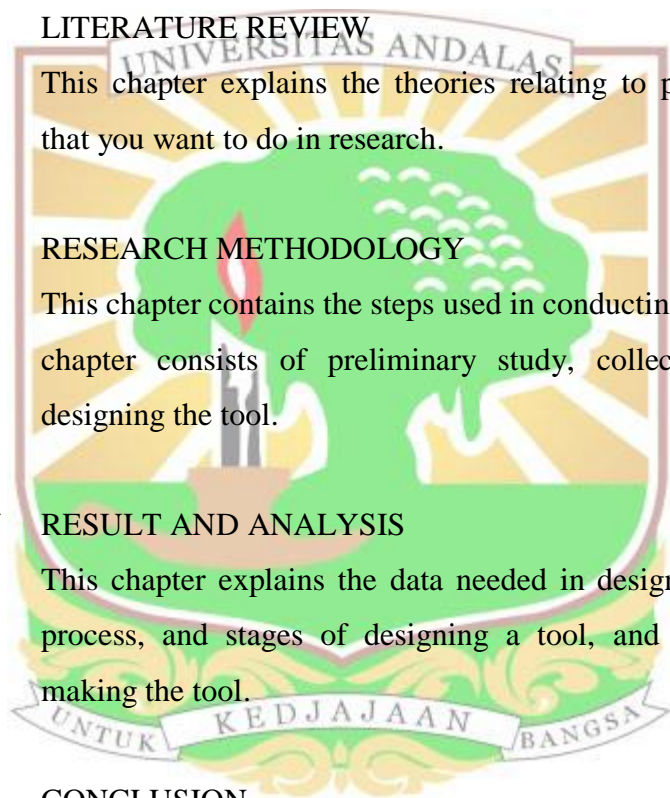 LITERATURE REVIEW
UNIVERSITAS ANDALAS
This chapter explains the theories relating to
that you want to do in research.
RESEARCH METHODOLOGY
This chapter contains the steps used in
chapter consists of preliminary study,
designing the tool.
RESULT AND ANALYSIS
This chapter explains the data needed in
process, and stages of designing a tool, and
making the tool.
UNTUK KEDJAJAAN BANGSA
CONCLUSION